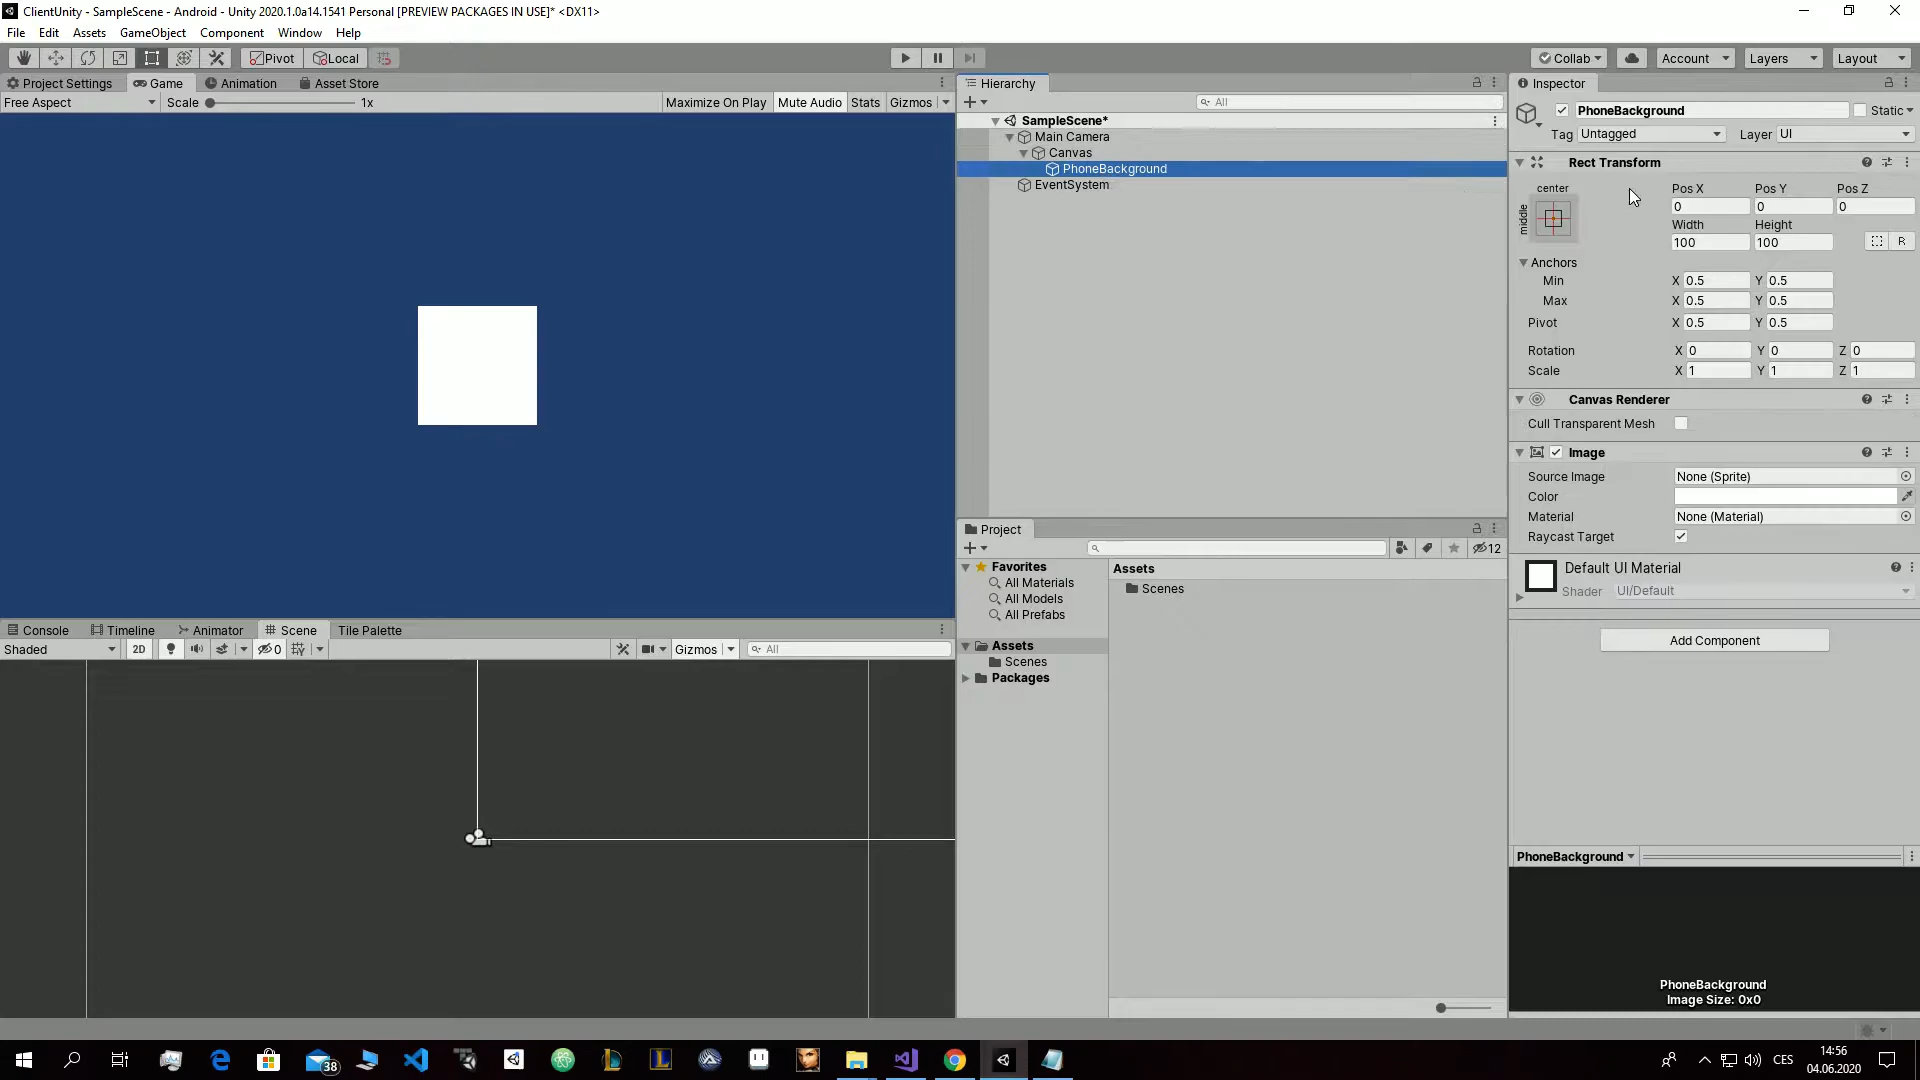 ClientUnity - SampleScene - Android - Unity 2020.1.0a14.1541 Personal [PREVIEW PACKAGES IN USE]* <DX11>
File Edit Assets GameObject Component Window Help
Pivot Local Collab Account Layers Layout
Project Settings Game Animation Asset Store
Free Aspect Scale 1x Maximize On Play Mute Audio Stats Gizmos
Hierarchy
All
SampleScene*
Main Camera
Canvas
PhoneBackground
EventSystem
Console Timeline Animator Scene Tile Palette
Shaded 2D 0 Gizmos All
Project
12
Favorites
All Materials
All Models
All Prefabs
Assets
Scenes
Packages
Assets
Scenes
Inspector
PhoneBackground Static
Tag Untagged Layer UI
Rect Transform
center
middle
Pos X Pos Y Pos Z
0 0 0
Width Height
100 100 R
Anchors
Min X 0.5 Y 0.5
Max X 0.5 Y 0.5
Pivot X 0.5 Y 0.5
Rotation X 0 Y 0 Z 0
Scale X 1 Y 1 Z 1
Canvas Renderer
Cull Transparent Mesh
Image
Source Image None (Sprite)
Color
Material None (Material)
Raycast Target
Default UI Material
Shader UI/Default
Add Component
PhoneBackground
PhoneBackground
Image Size: 0x0
38
CES
14:56
04.06.2020